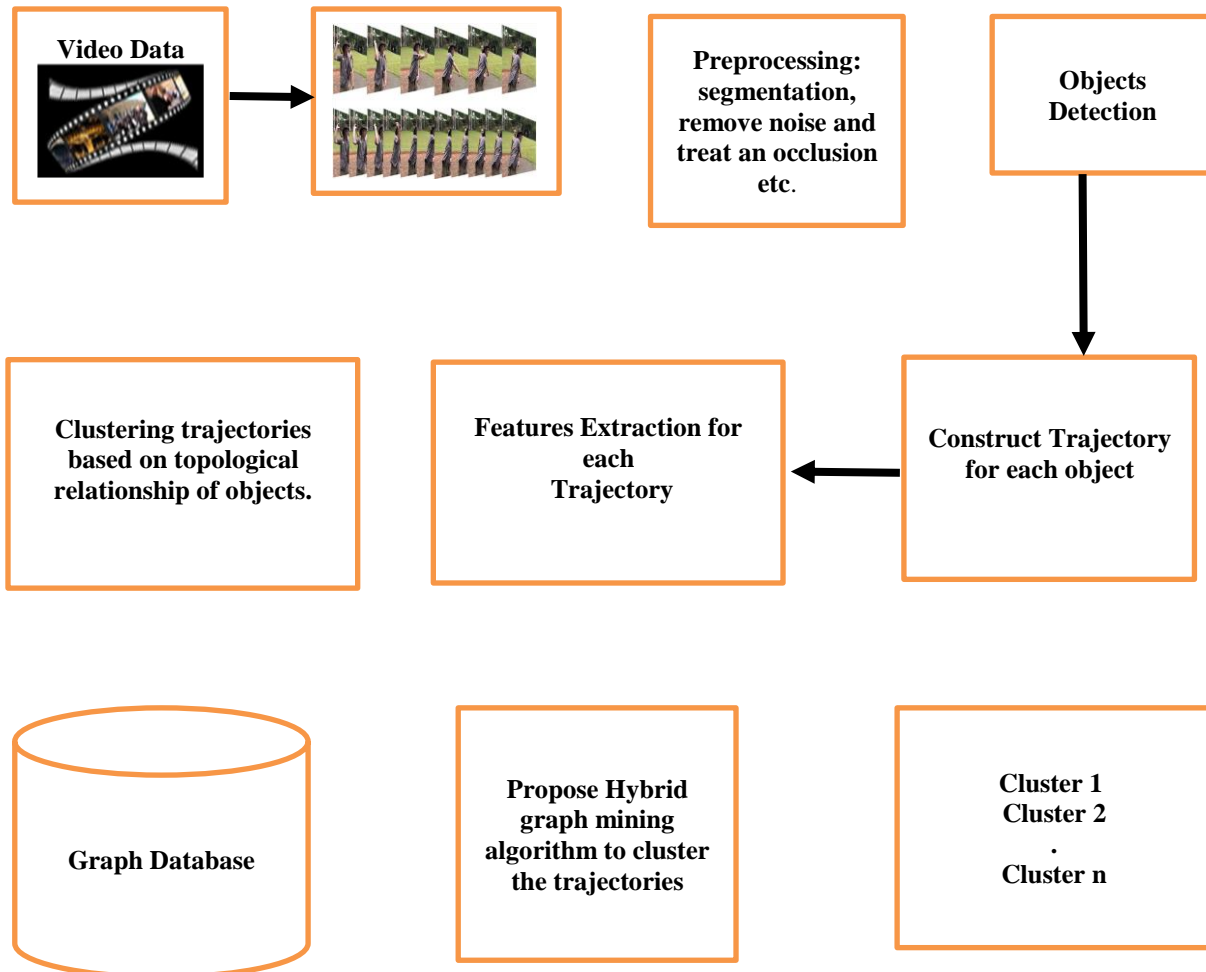 Video Data
Preprocessing:
segmentation,
remove noise and
treat an occlusion
etc.
Objects
Detection
Clustering trajectories
based on topological
relationship of objects.
Features Extraction for
each
Trajectory
Construct Trajectory
for each object
Graph Database
Propose Hybrid
graph mining
algorithm to cluster
the trajectories
Cluster 1
Cluster 2
.
Cluster n